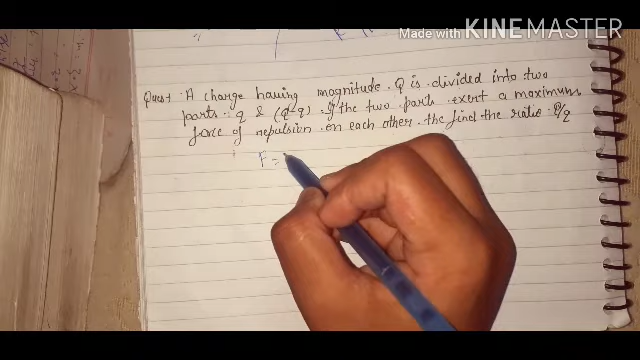 Made with KINEMASTER
Ques:- A charge having magnitude Q is divided into two
parts q & (Q-q). If the two parts exert a maximum
force of repulsion on each other. the find the ratio Q/q
F =